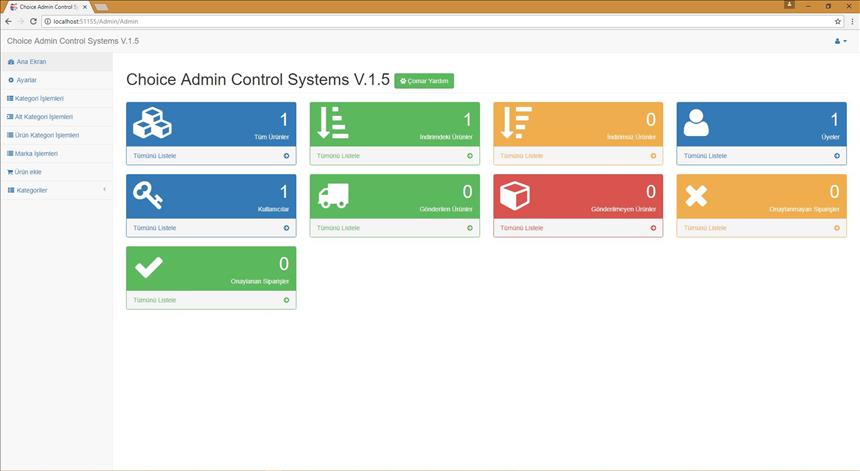 Choice Admin Control S
localhost:51155/Admin/Admin
Choice Admin Control Systems V.1.5
Ana Ekran
Ayarlar
Kategori İşlemleri
Alt Kategori İşlemleri
Ürün Kategori İşlemleri
Marka İşlemleri
Ürün ekle
Kategoriler
Choice Admin Control Systems V.1.5
Çomar Yardım
1
Tüm Ürünler
Tümünü Listele
1
İndirimdeki Ürünler
Tümünü Listele
0
İndirimsiz Ürünler
Tümünü Listele
1
Üyeler
Tümünü Listele
1
Kullanıcılar
Tümünü Listele
0
Gönderilen Ürünler
Tümünü Listele
0
Gönderilmeyen Ürünler
Tümünü Listele
0
Onaylanmayan Siparişler
Tümünü Listele
0
Onaylanan Siparişler
Tümünü Listele